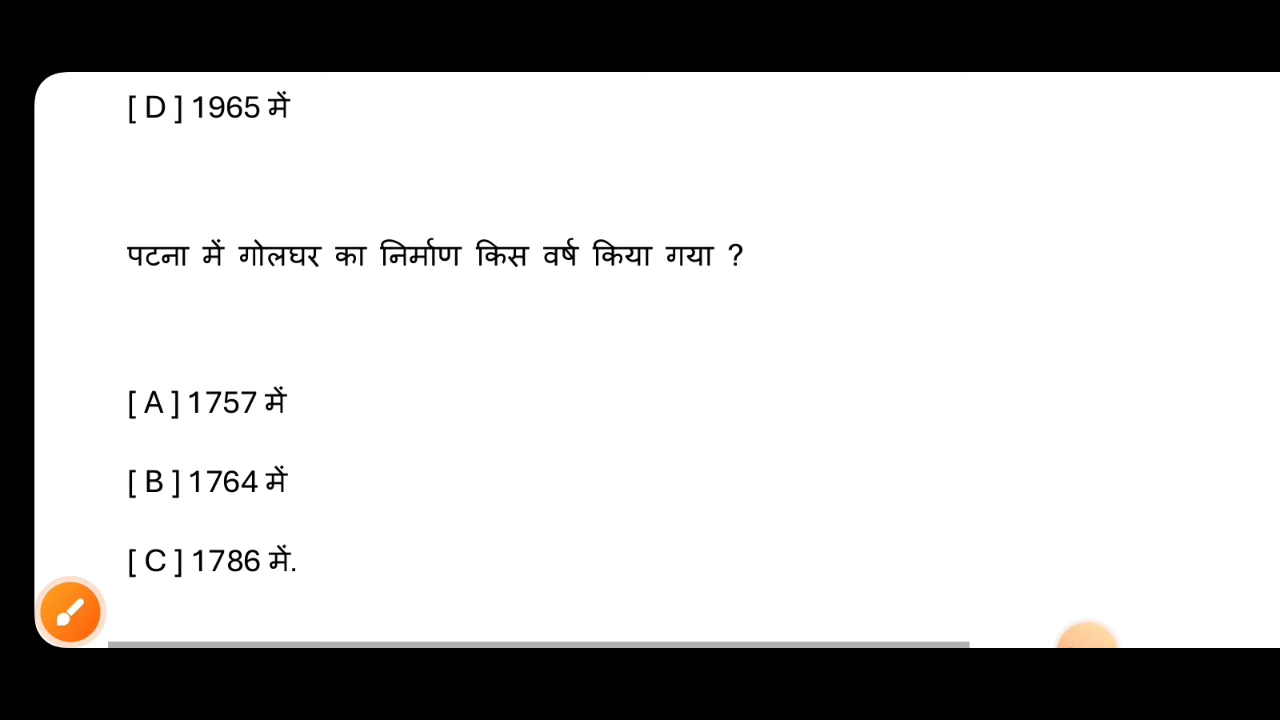 [ D ] 1965 में
पटना में गोलघर का निर्माण किस वर्ष किया गया ?
[ A ] 1757 में
[ B ] 1764 में
[ C ] 1786 में.